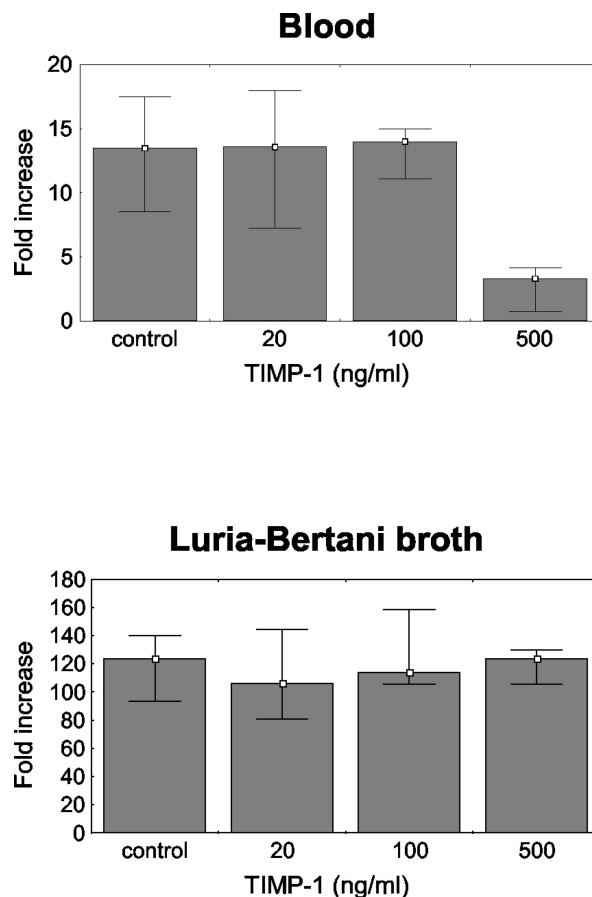 Blood
Fold increase
20
15
10
5
0
control 20 100 500
TIMP-1 (ng/ml)
Luria-Bertani broth
Fold increase
180
160
140
120
100
80
60
40
20
0
control 20 100 500
TIMP-1 (ng/ml)